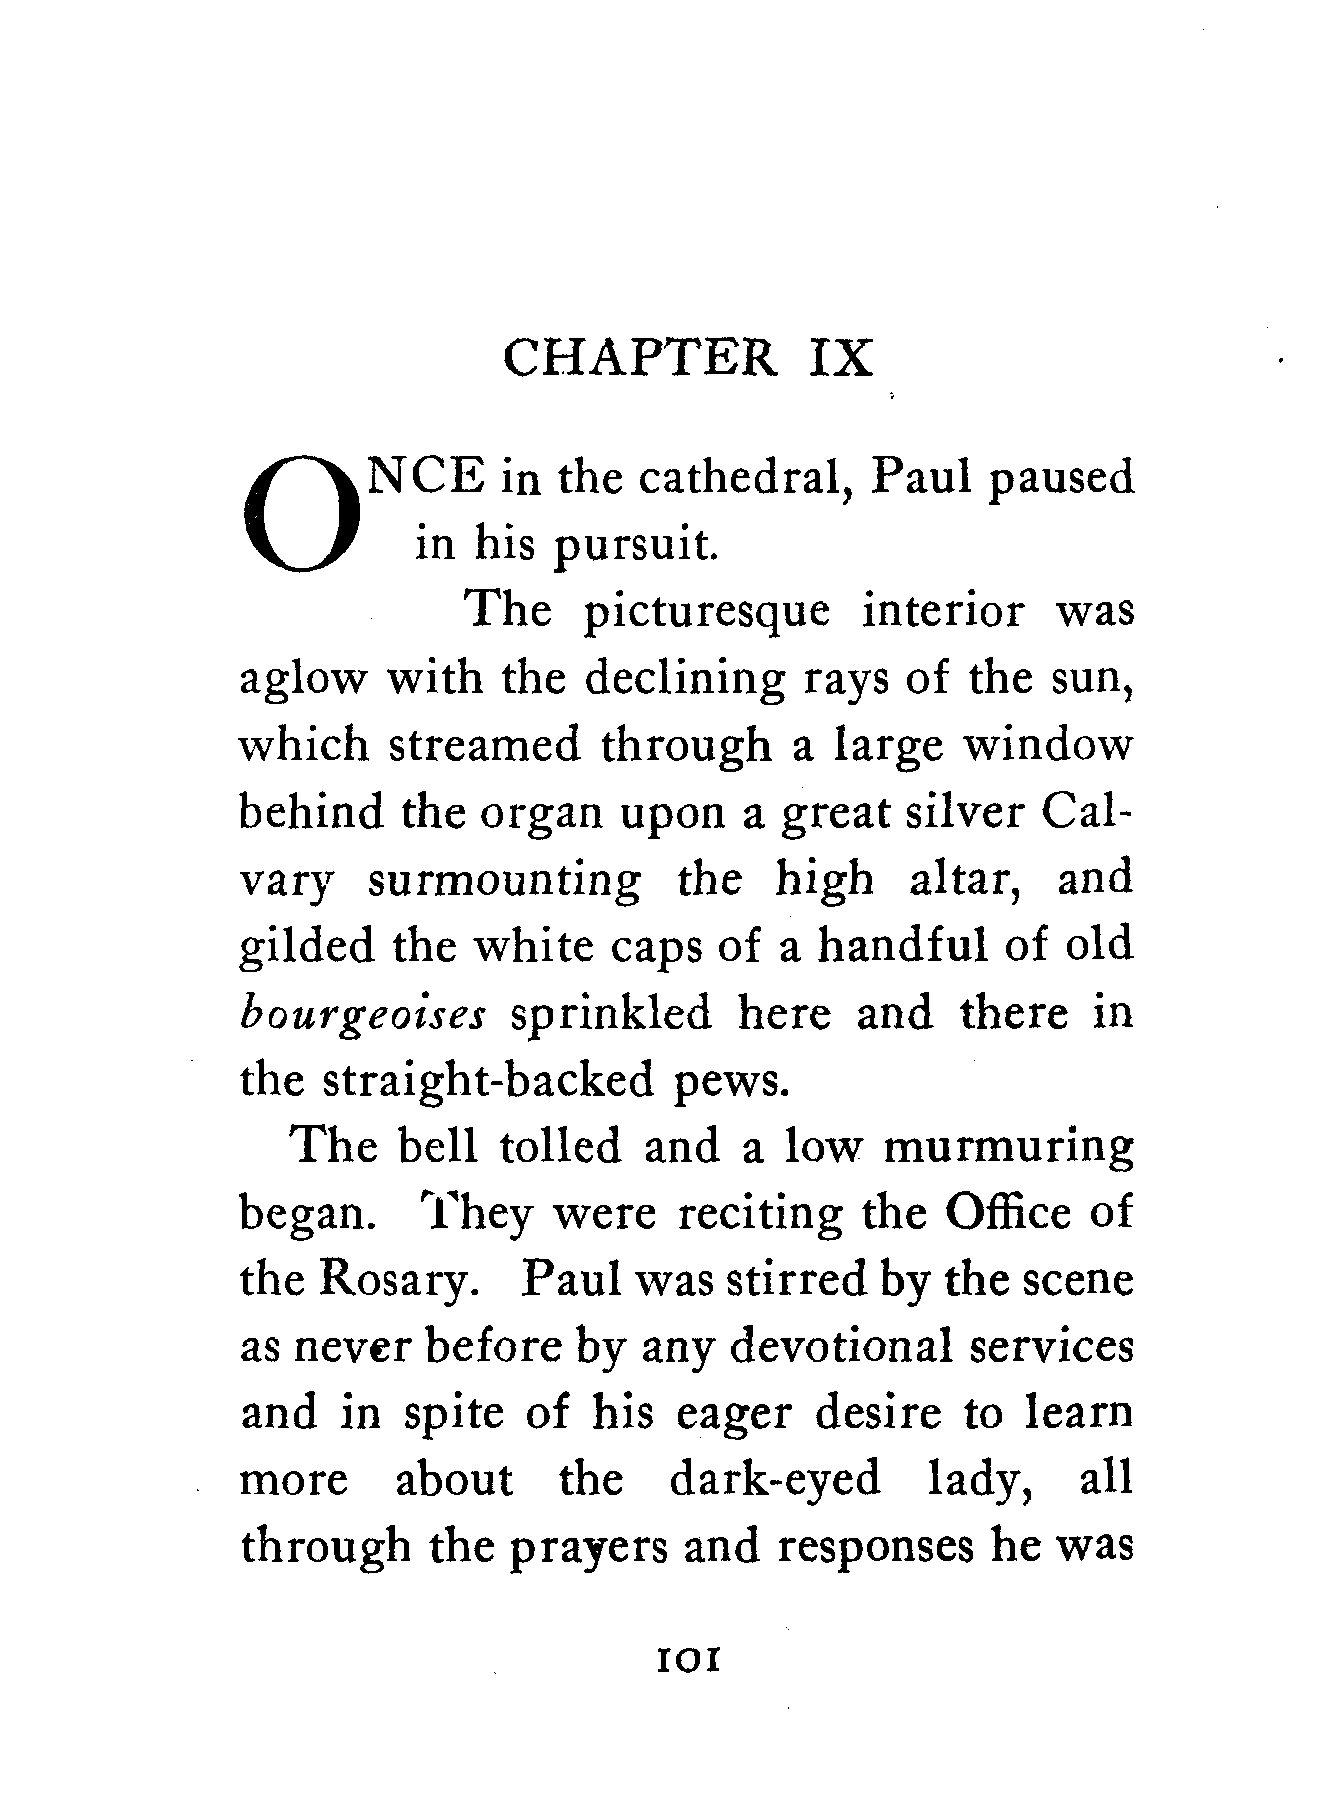 CHAPTER IX
ONCE in the cathedral, Paul paused
in his pursuit.
The picturesque interior was
aglow with the declining rays of the sun,
which streamed through a large window
behind the organ upon a great silver Cal-
vary surmounting the high altar, and
gilded the white caps of a handful of old
bourgeoises sprinkled here and there in
the straight-backed pews.
The bell tolled and a low murmuring
began. They were reciting the Office of
the Rosary. Paul was stirred by the scene
as never before by any devotional services
and in spite of his eager desire to learn
more about the dark-eyed lady, all
through the prayers and responses he was
101